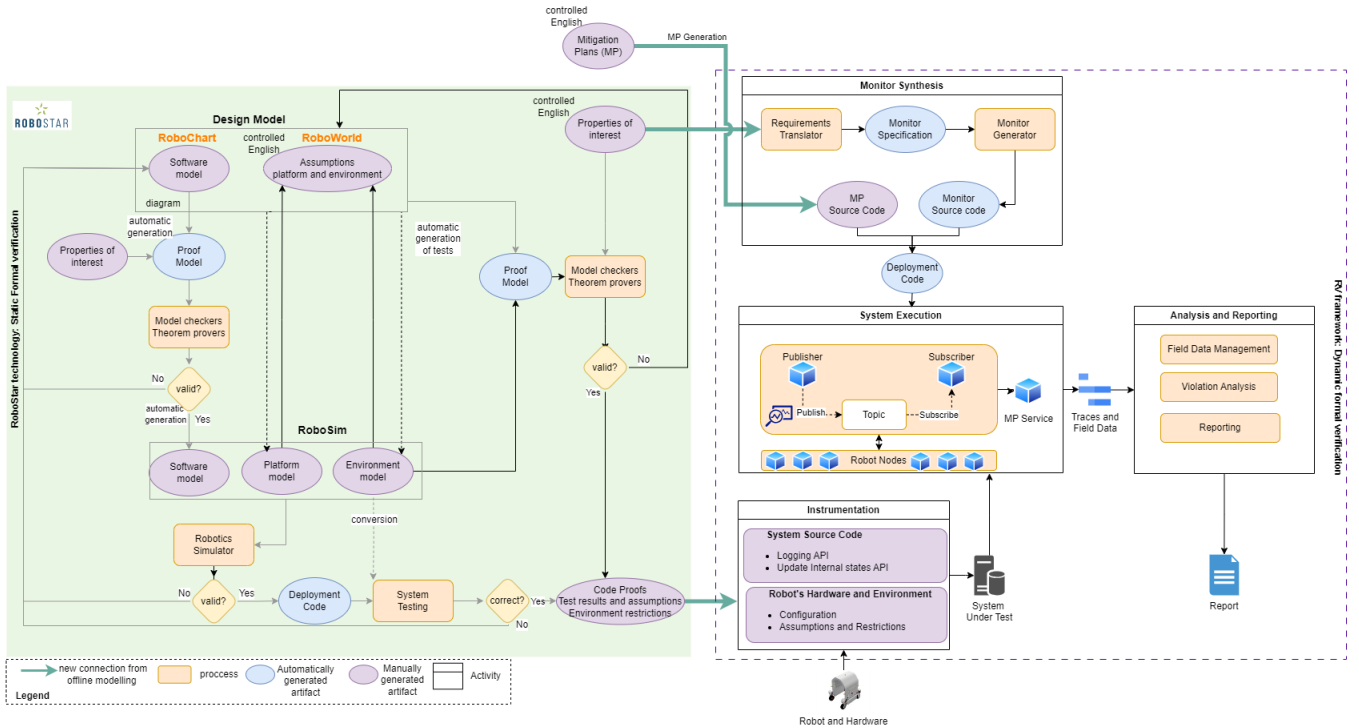 controlled
English
Mitigation
Plans (MP)
MP Generation
ROBOSTAR
Design Model
RoboChart
controlled
English
RoboWorld
Software
model
Assumptions
platform and environment
diagram
automatic
generation
Properties of
interest
Proof
Model
Model checkers
Theorem provers
No
valid?
automatic
generation
Yes
automatic
generation
of tests
controlled
English
Properties of
interest
Proof
Model
Model checkers
Theorem provers
valid?
No
Yes
RoboSim
Software
model
Platform
model
Environment
model
conversion
Robotics
Simulator
No
valid?
Yes
Deployment
Code
System
Testing
correct?
Yes
No
Code Proofs
Test results and assumptions
Environment restrictions
RoboStar technology: Static Formal verification
Monitor Synthesis
Requirements
Translator
Monitor
Specification
Monitor
Generator
MP
Source Code
Monitor
Source code
Deployment
Code
System Execution
Publisher
Subscriber
Publish
Topic
Subscribe
MP Service
Robot Nodes
Traces and
Field Data
Analysis and Reporting
Field Data Management
Violation Analysis
Reporting
Report
RV framework: Dynamic formal verification
Instrumentation
System Source Code
• Logging API
• Update Internal states API
Robot's Hardware and Environment
• Configuration
• Assumptions and Restrictions
System
Under Test
Robot and Hardware
new connection from
offline modelling
proccess
Automatically
generated
artifact
Manually
generated
artifact
Activity
Legend